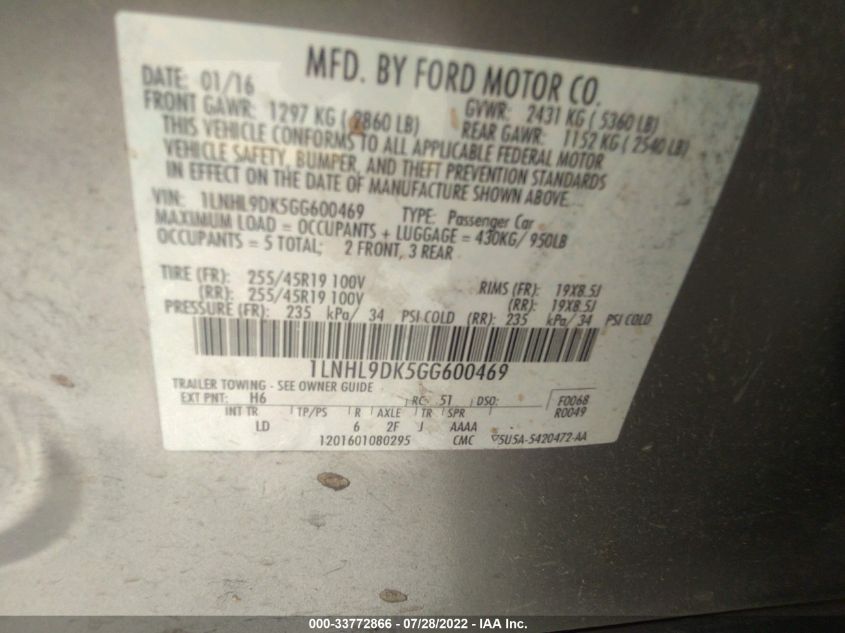 MFD. BY FORD MOTOR CO.
DATE: 01/16 GVWR: 2431 KG ( 5360 LB)
FRONT GAWR: 1297 KG ( 2860 LB) REAR GAWR: 1152 KG ( 2540 LB)
THIS VEHICLE CONFORMS TO ALL APPLICABLE FEDERAL MOTOR
VEHICLE SAFETY, BUMPER, AND THEFT PREVENTION STANDARDS
IN EFFECT ON THE DATE OF MANUFACTURE SHOWN ABOVE.
VIN: 1LNHL9DK5GG600469 TYPE: Passenger Car
MAXIMUM LOAD = OCCUPANTS + LUGGAGE = 430KG/ 950LB
OCCUPANTS = 5 TOTAL; 2 FRONT, 3 REAR
TIRE (FR): 255/45R19 100V RIMS (FR): 19X8.5J
(RR): 255/45R19 100V (RR): 19X8.5J
PRESSURE (FR): 235 kPa/ 34 PSI COLD (RR): 235 kPa/ 34 PSI COLD
1LNHL9DK5GG600469
TRAILER TOWING - SEE OWNER GUIDE
EXT PNT: H6 RC: 51 DSO: F0068
INT TR TP/PS R AXLE TR SPR R0049
LD 6 2F J AAAA
1201601080295 CMC ▽5U5A-5420472-AA
000-33772866 - 07/28/2022 - IAA Inc.